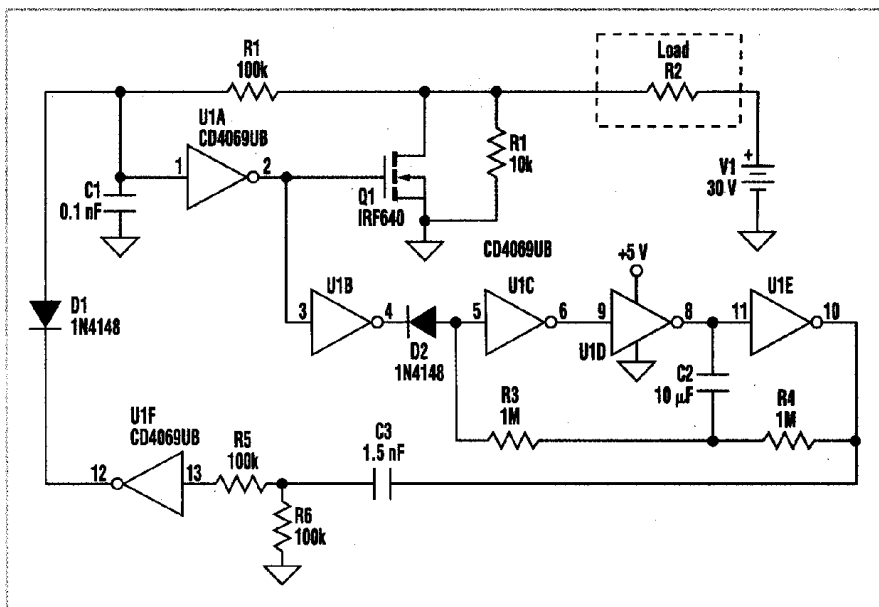 R1
100k
Load
R2
U1A
CD4069UB
1
2
R1
10k
V1
30 V
+
C1
0.1 nF
Q1
IRF640
CD4069UB
+5 V
U1B
U1C
U1E
D1
1N4148
3
4
5
6
9
8
11
10
D2
1N4148
U1D
C2
10 μF
R3
1M
R4
1M
U1F
CD4069UB
R5
100k
C3
1.5 nF
12
13
R6
100k